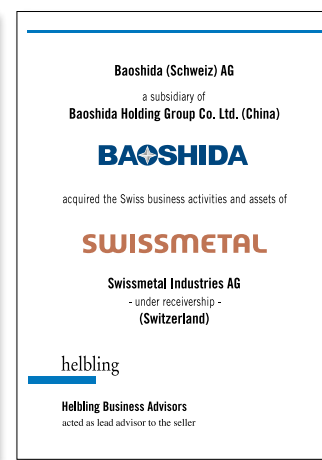 Baoshida (Schweiz) AG
a subsidiary of
Baoshida Holding Group Co. Ltd. (China)
BAOSHIDA
acquired the Swiss business activities and assets of
SWISSMETAL
Swissmetal Industries AG
- under receivership -
(Switzerland)
helbling
Helbling Business Advisors
acted as lead advisor to the seller